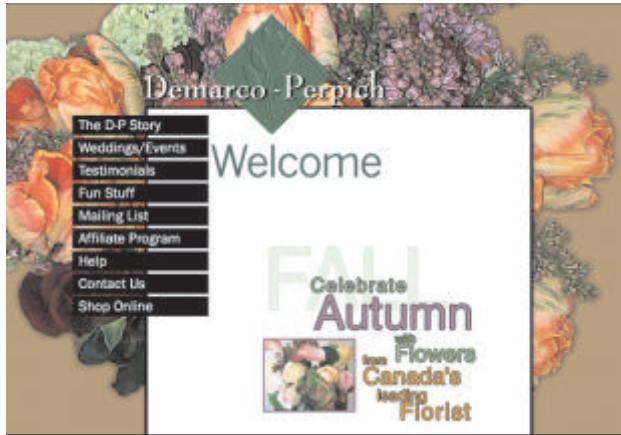 Demarco - Perpich
The D-P Story
Weddings/Events
Testimonials
Fun Stuff
Mailing List
Affiliate Program
Help
Contact Us
Shop Online
Welcome
FALL
Celebrate
Autumn
with
Flowers
from
Canada's
leading
Florist